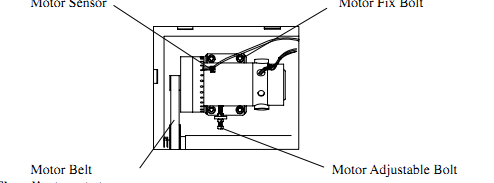 Motor Sensor
Motor Fix Bolt
Motor Belt
Motor Adjustable Bolt